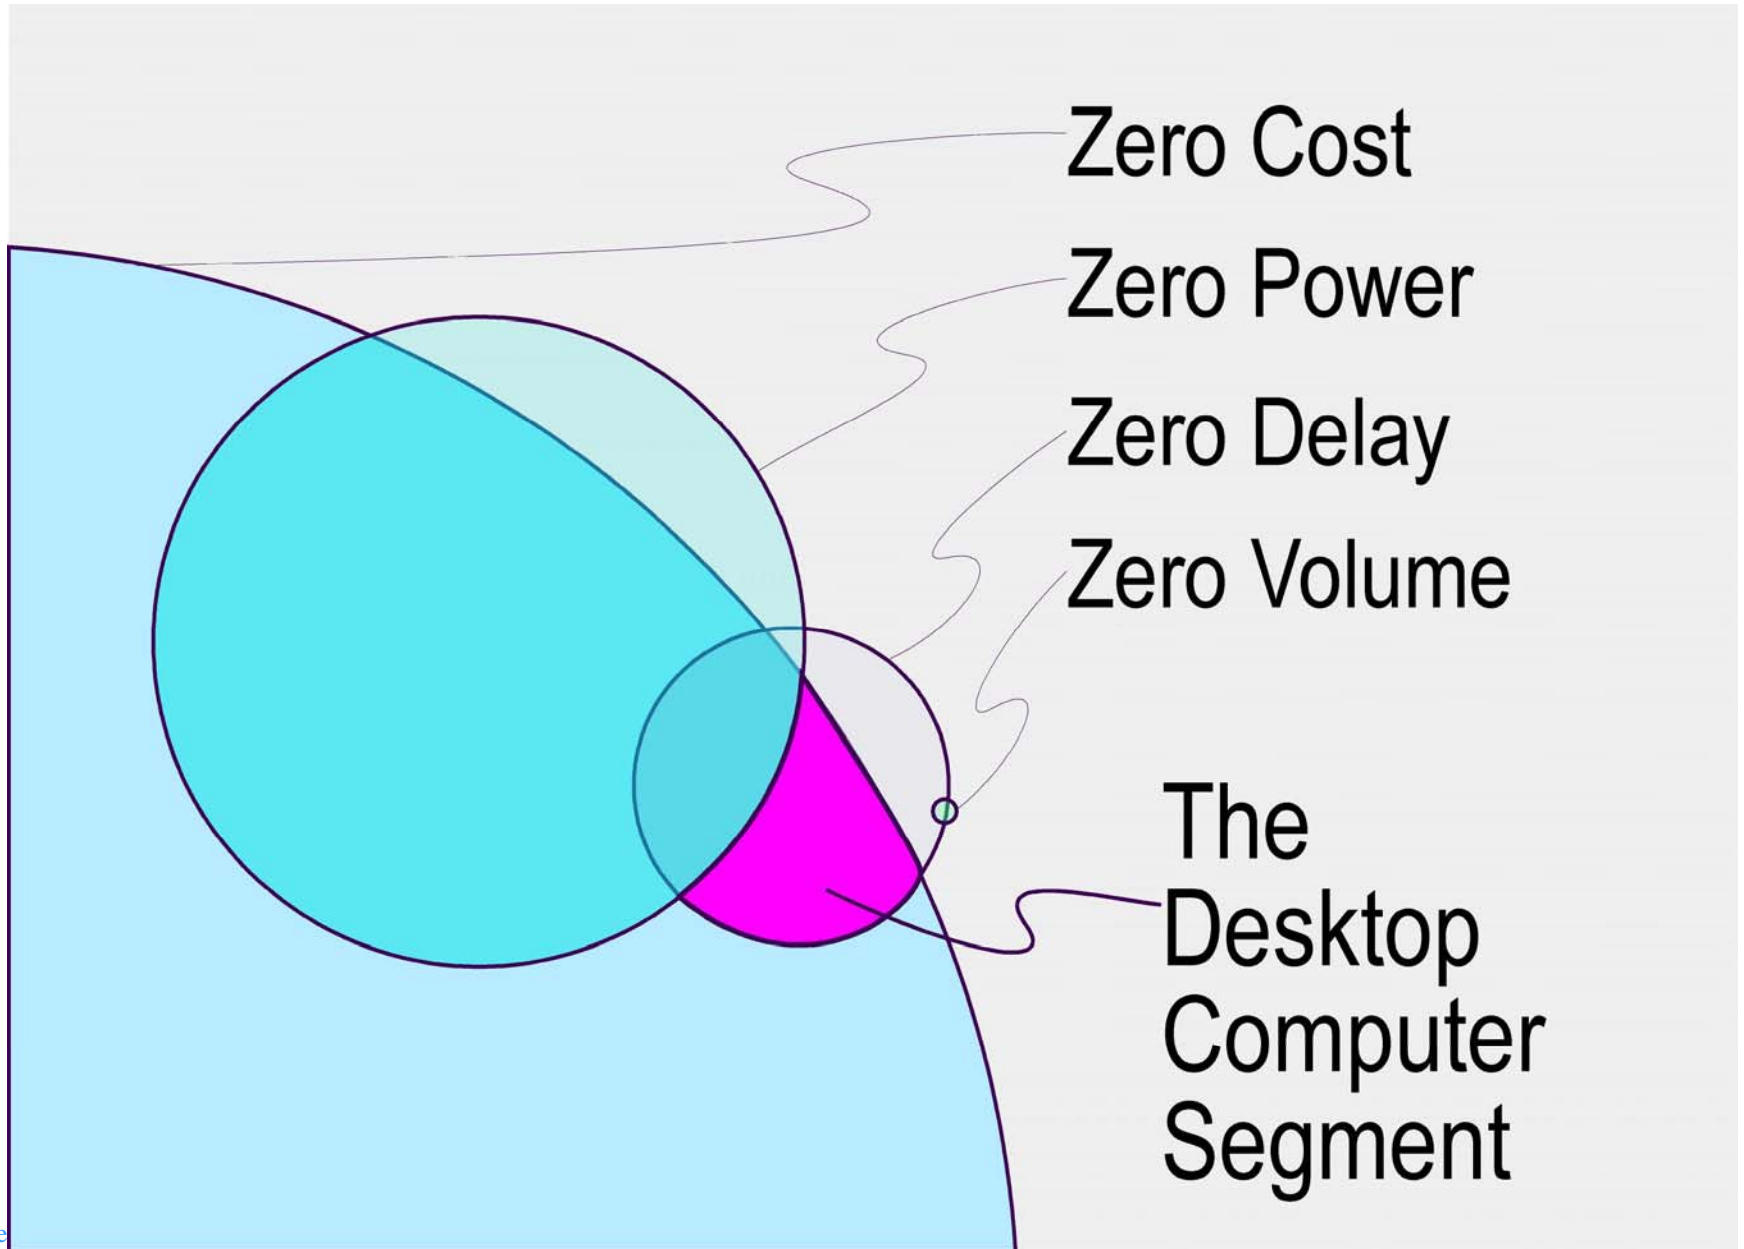 Zero Cost
Zero Power
Zero Delay
Zero Volume
The
Desktop
Computer
Segment
e